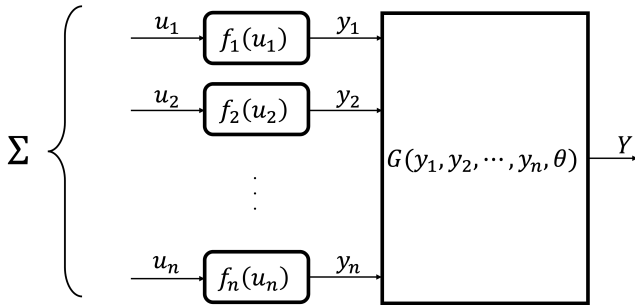 u₁ f₁(u₁) y₁
u₂ f₂(u₂) y₂
Σ G(y₁, y₂, ⋯, yₙ, θ) Y
⋮
uₙ fₙ(uₙ) yₙ